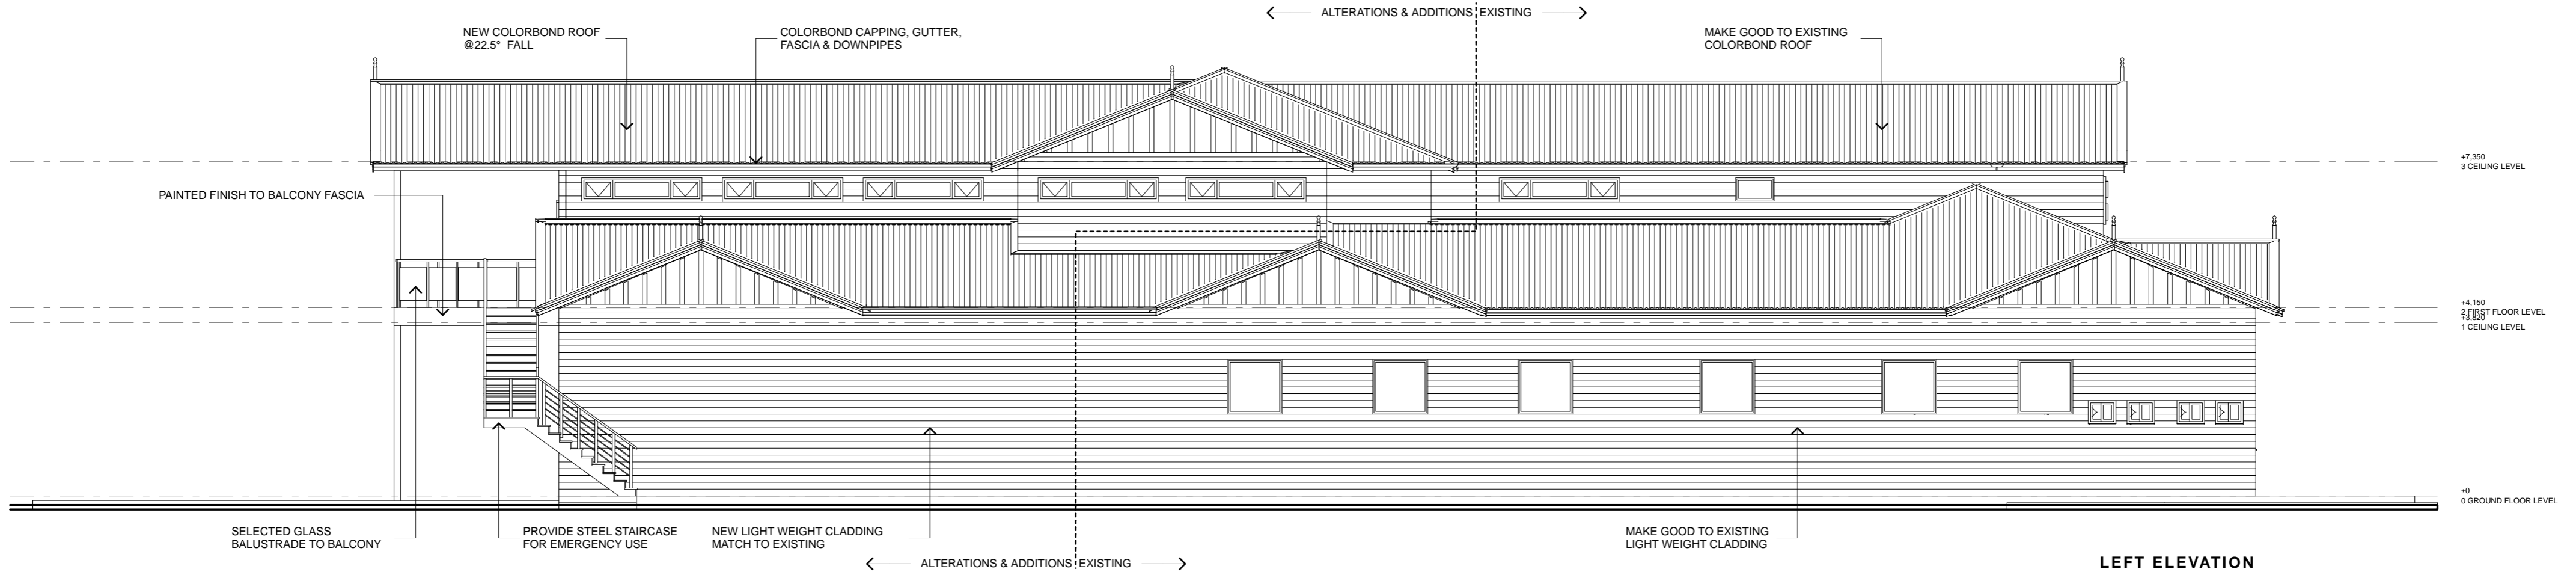 ALTERATIONS & ADDITIONS EXISTING
NEW COLORBOND ROOF
@22.5° FALL
COLORBOND CAPPING, GUTTER,
FASCIA & DOWNPIPES
MAKE GOOD TO EXISTING
COLORBOND ROOF
+7,350
3 CEILING LEVEL
PAINTED FINISH TO BALCONY FASCIA
+4,150
2 FIRST FLOOR LEVEL
+3,820
1 CEILING LEVEL
±0
0 GROUND FLOOR LEVEL
SELECTED GLASS
BALUSTRADE TO BALCONY
PROVIDE STEEL STAIRCASE
FOR EMERGENCY USE
NEW LIGHT WEIGHT CLADDING
MATCH TO EXISTING
MAKE GOOD TO EXISTING
LIGHT WEIGHT CLADDING
ALTERATIONS & ADDITIONS EXISTING
LEFT ELEVATION